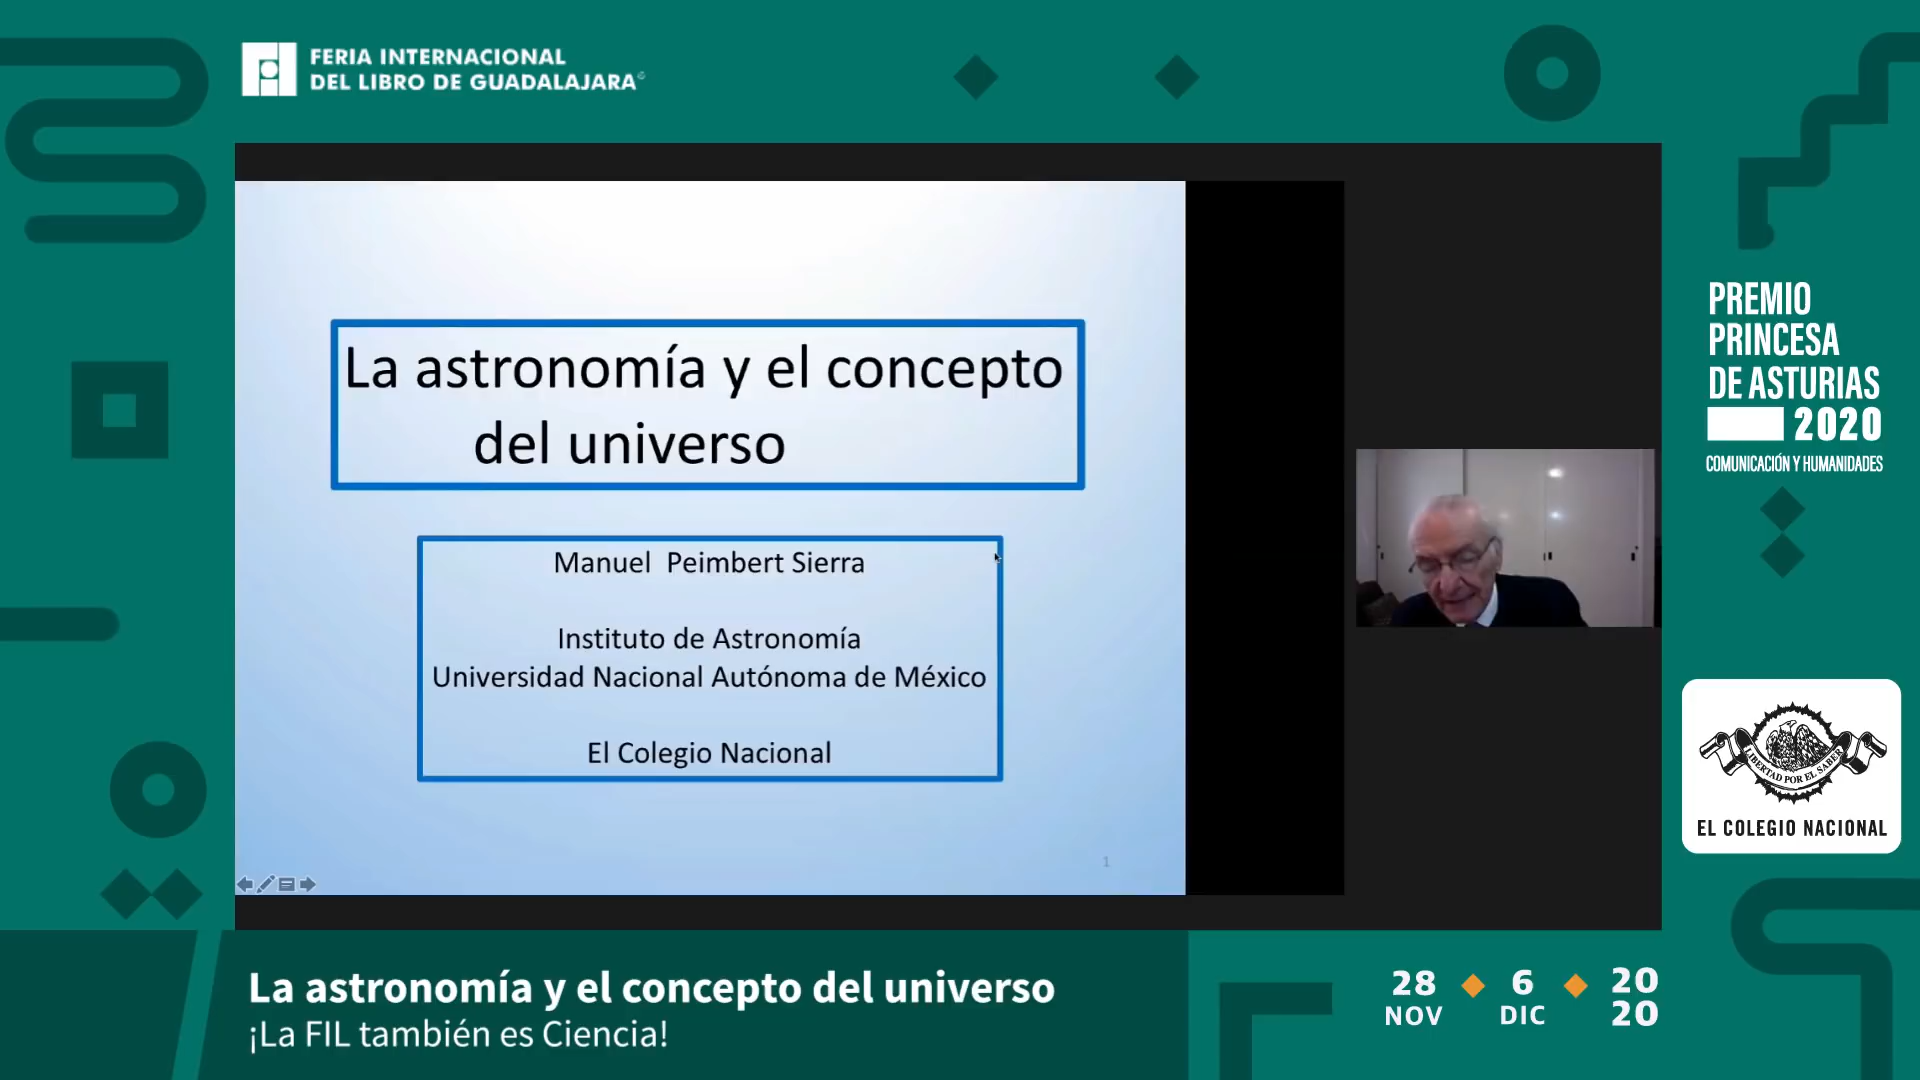 FERIA INTERNACIONAL
DEL LIBRO DE GUADALAJARA
La astronomía y el concepto
del universo
Manuel Peimbert Sierra
Instituto de Astronomía
Universidad Nacional Autónoma de México
El Colegio Nacional
1
PREMIO
PRINCESA
DE ASTURIAS
2020
COMUNICACIÓN Y HUMANIDADES
LIBERTAD POR EL SABER
EL COLEGIO NACIONAL
La astronomía y el concepto del universo
¡La FIL también es Ciencia!
28 6 20
NOV DIC 20